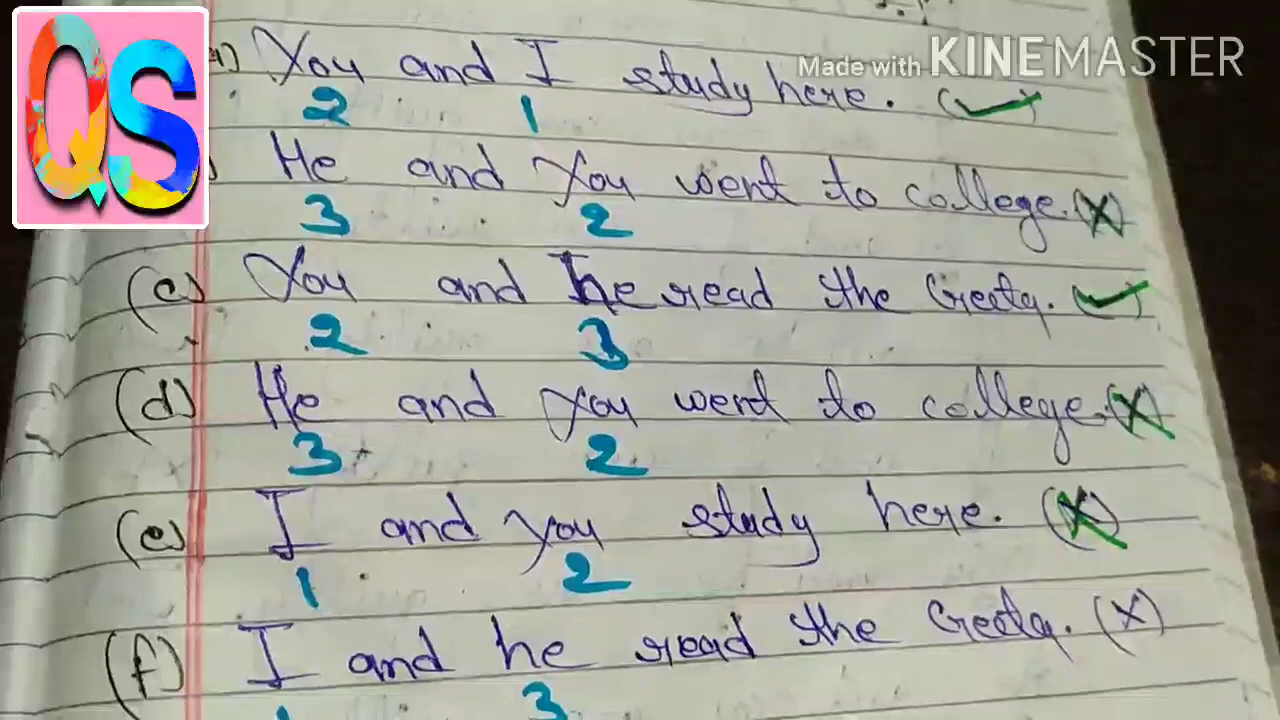 QS
Made with KINEMASTER
You and I study here. (✓)
2 1
He and You went to college. (X)
3 2
(c) You and he read the Geeta. ✓
2 3
(d) He and you went to college. (X)
3 2
(e) I and you study here. (X)
1 2
(f) I and he read the Geeta. (X)
1 3